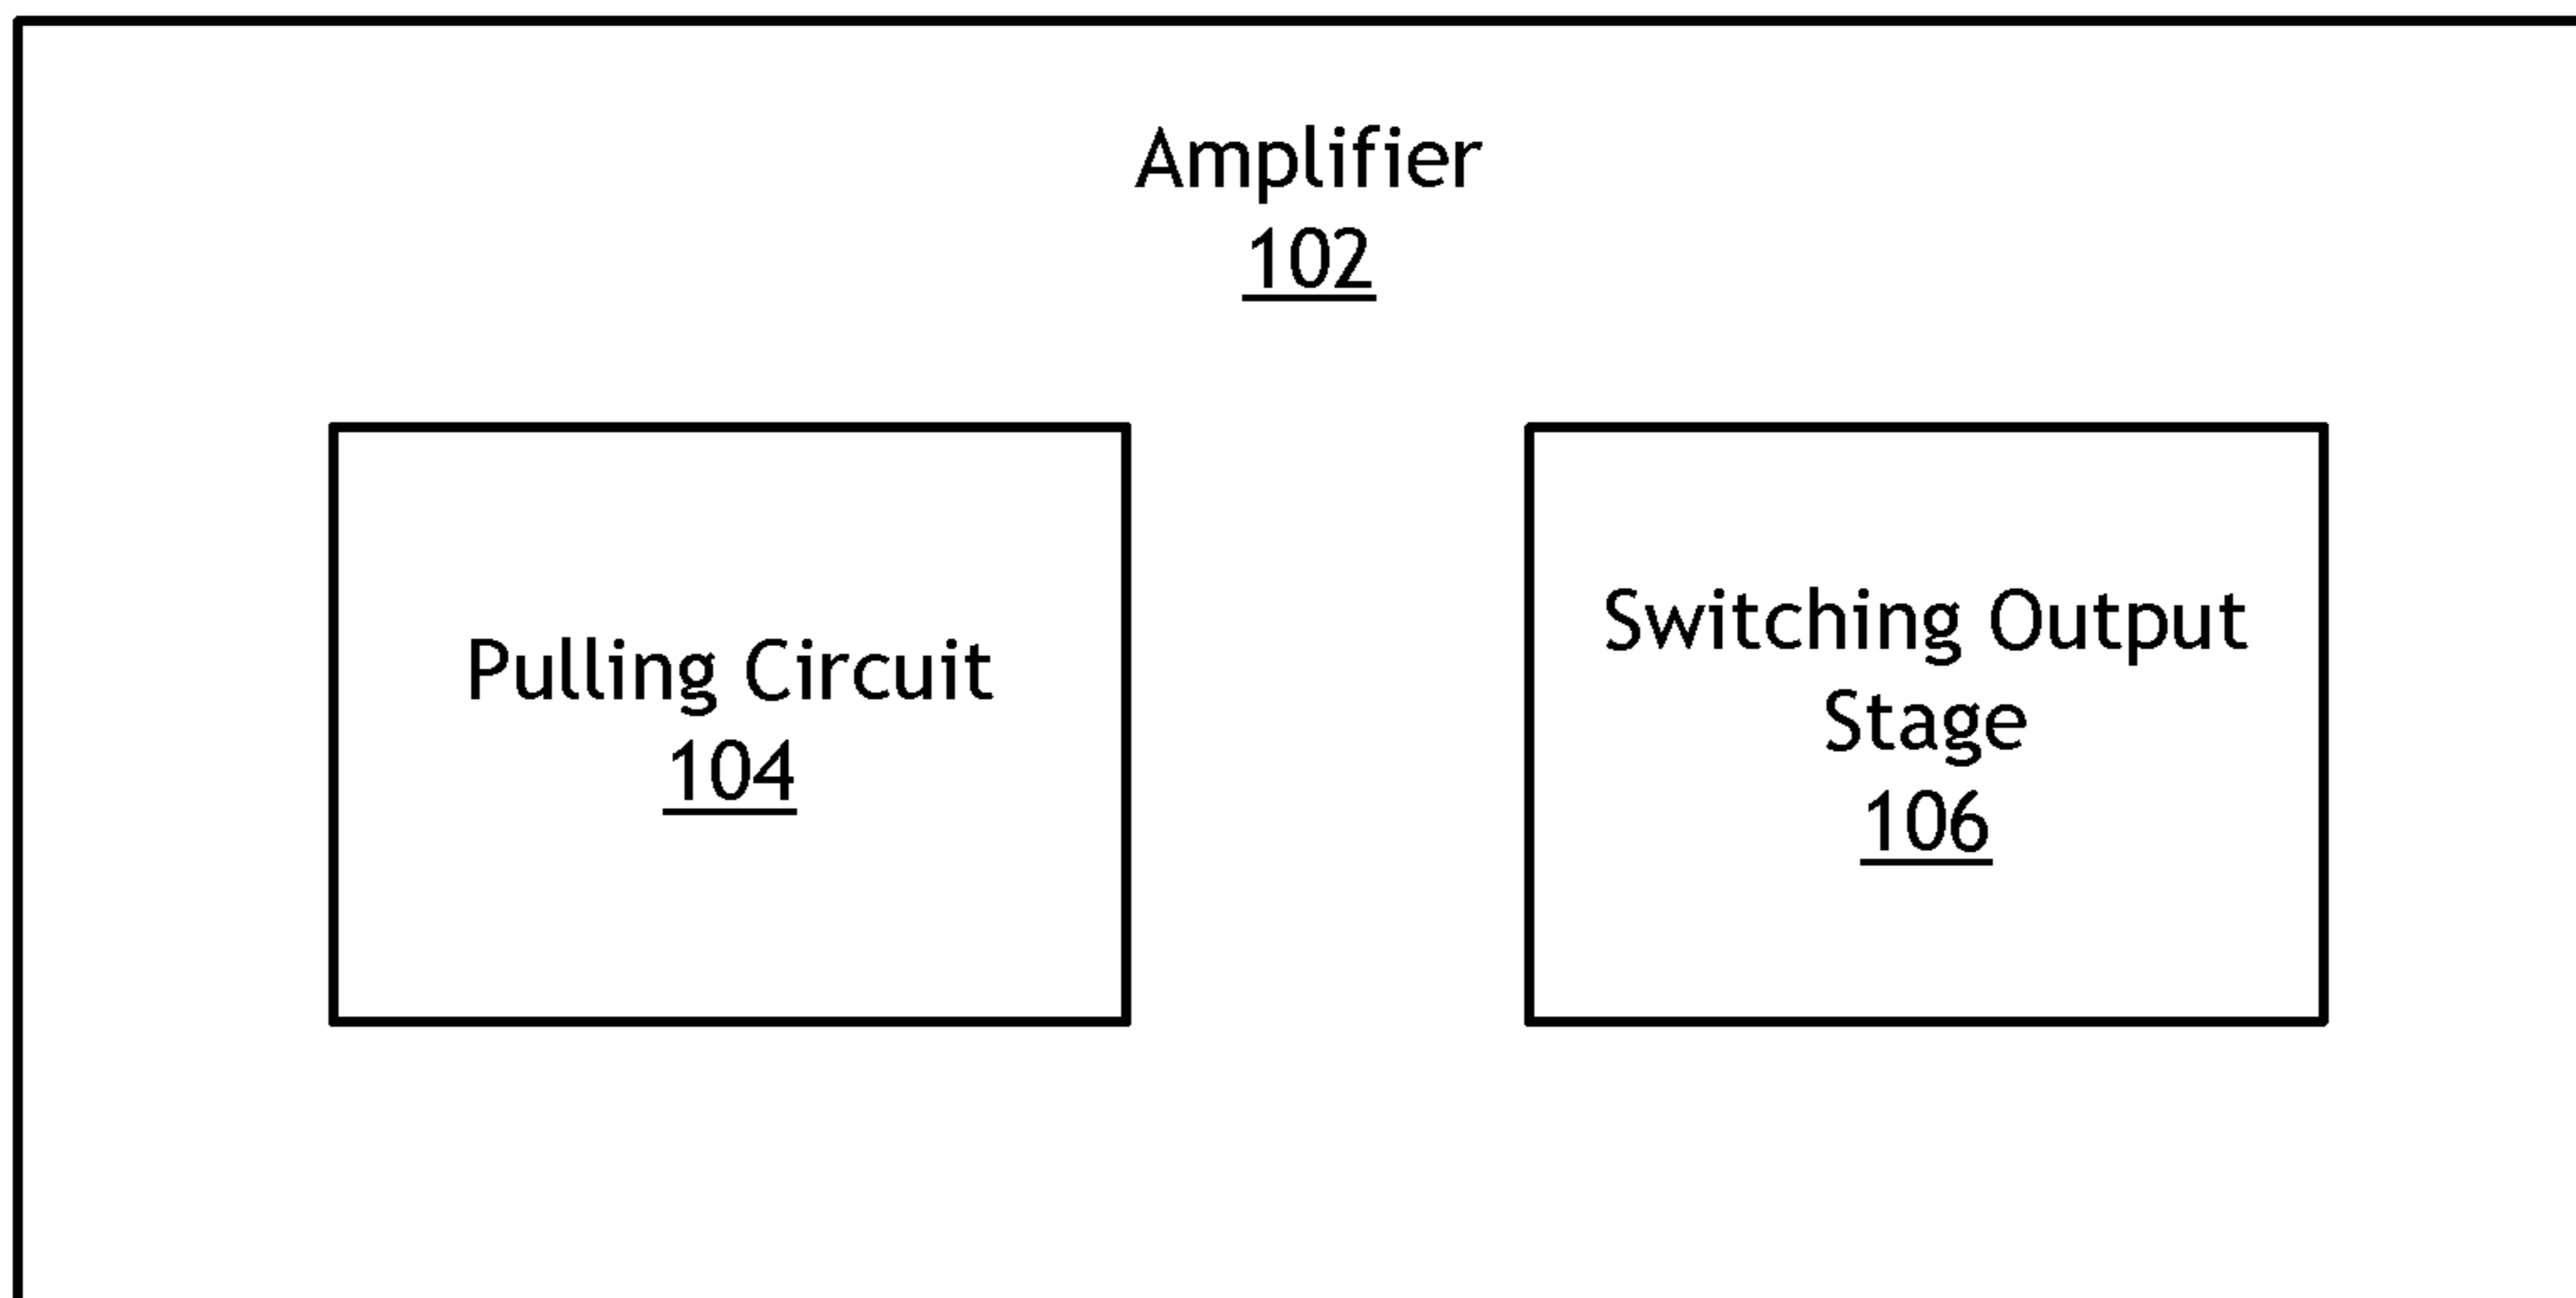 Amplifier
102
Pulling Circuit
104
Switching Output
Stage
106